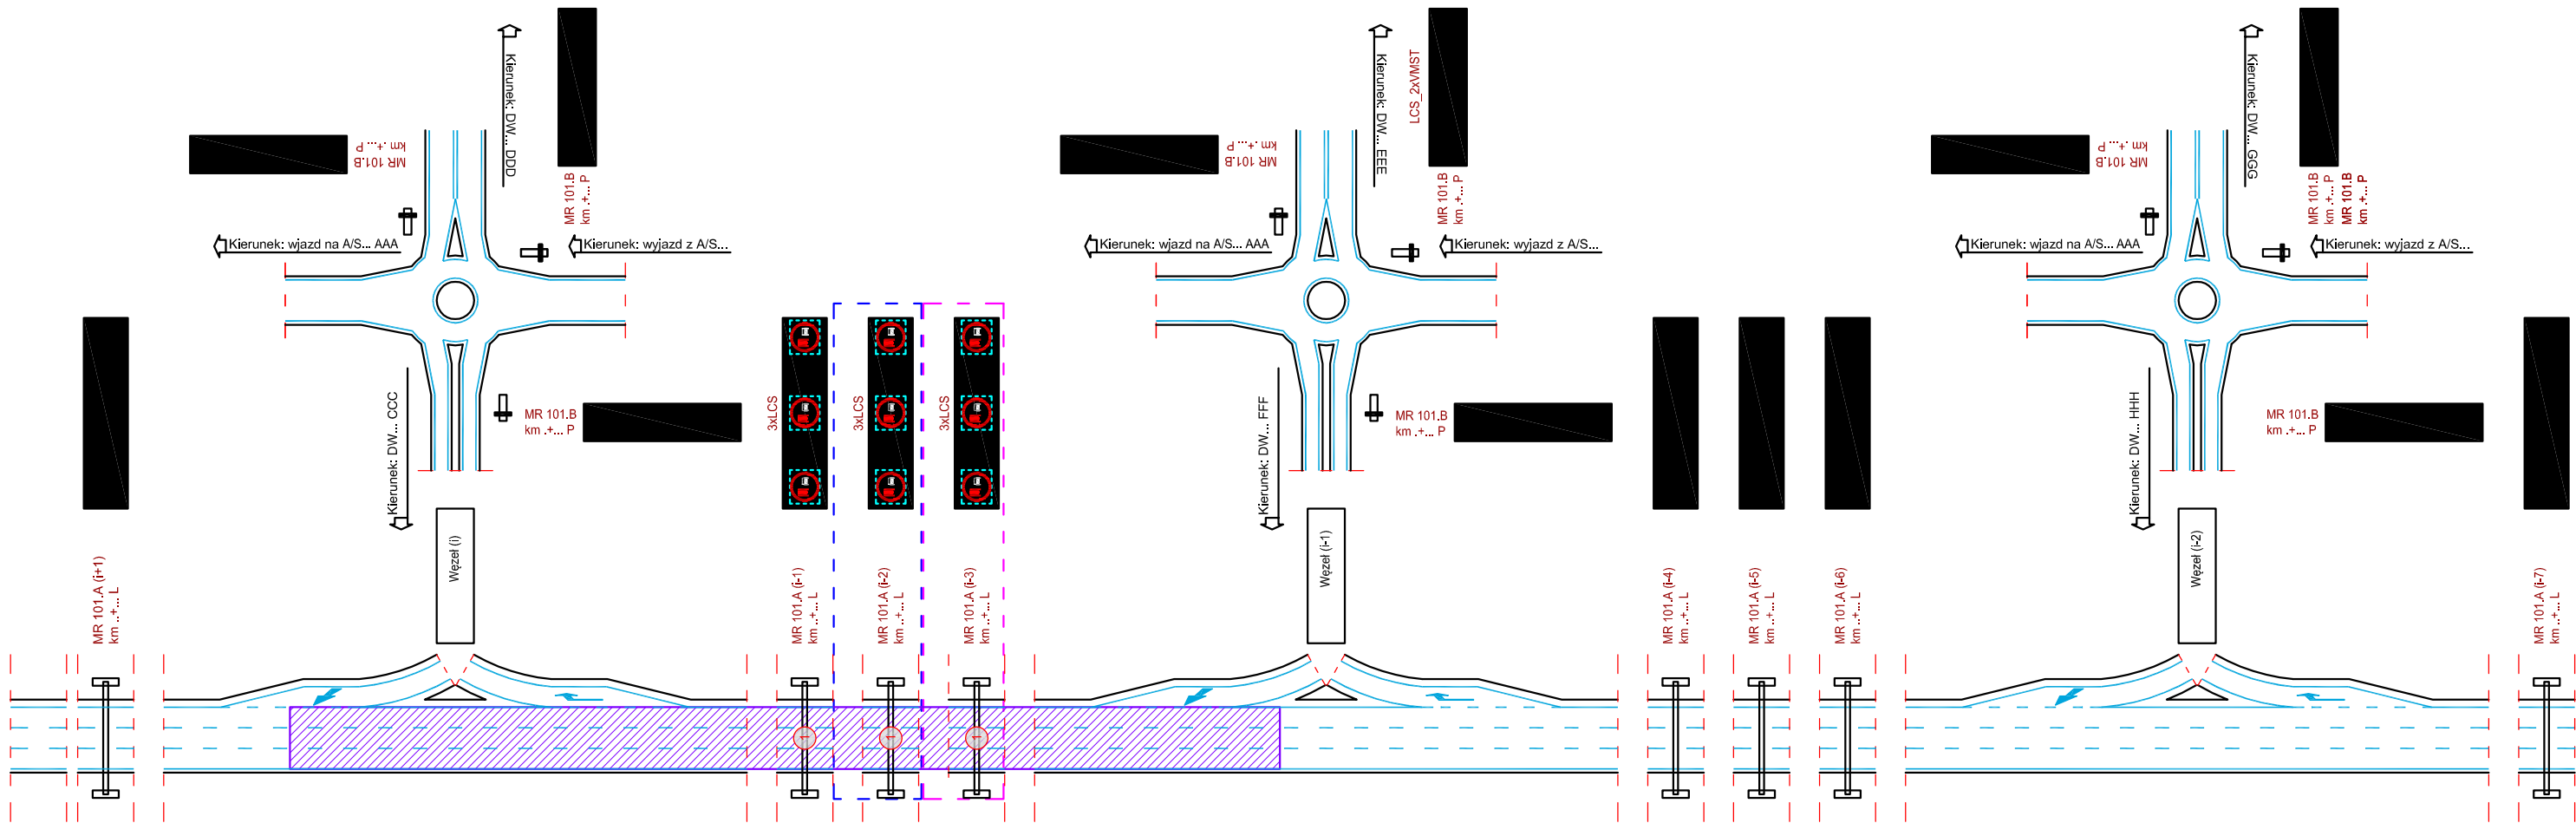 Kierunek: DW... DDD
MR 101.B
km .+... P
MR 101.B
km .+... P
Kierunek: wjazd na A/S... AAA
Kierunek: wyjazd z A/S...
Kierunek: DW... CCC
MR 101.B
km .+... P
Węzeł (i)
MR 101.A (i+1)
km ..+... L
3xLCS
3xLCS
3xLCS
MR 101.A (i-1)
km ..+... L
MR 101.A (i-2)
km ..+... L
MR 101.A (i-3)
km ..+... L
1
1
1
Kierunek: DW... EEE
LCS_2xVMST
MR 101.B
km .+... P
MR 101.B
km .+... P
Kierunek: wjazd na A/S... AAA
Kierunek: wyjazd z A/S...
Kierunek: DW... FFF
MR 101.B
km .+... P
Węzeł (i-1)
MR 101.A (i-4)
km ..+... L
MR 101.A (i-5)
km ..+... L
MR 101.A (i-6)
km ..+... L
Kierunek: DW... GGG
MR 101.B
km .+... P
MR 101.B
km .+... P
MR 101.B
km .+... P
Kierunek: wjazd na A/S... AAA
Kierunek: wyjazd z A/S...
Kierunek: DW... HHH
MR 101.B
km .+... P
Węzeł (i-2)
MR 101.A (i-7)
km ..+... L